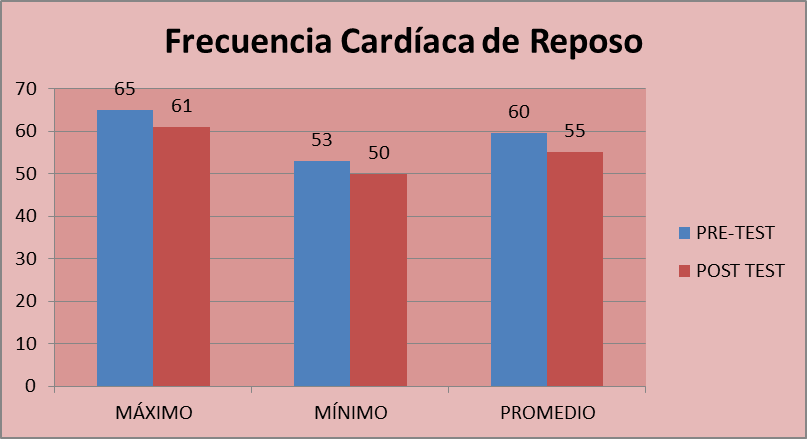 Frecuencia Cardíaca de Reposo
70
60
50
40
30
20
10
0
65
61
53
50
60
55
MÁXIMO
MÍNIMO
PROMEDIO
PRE-TEST
POST TEST